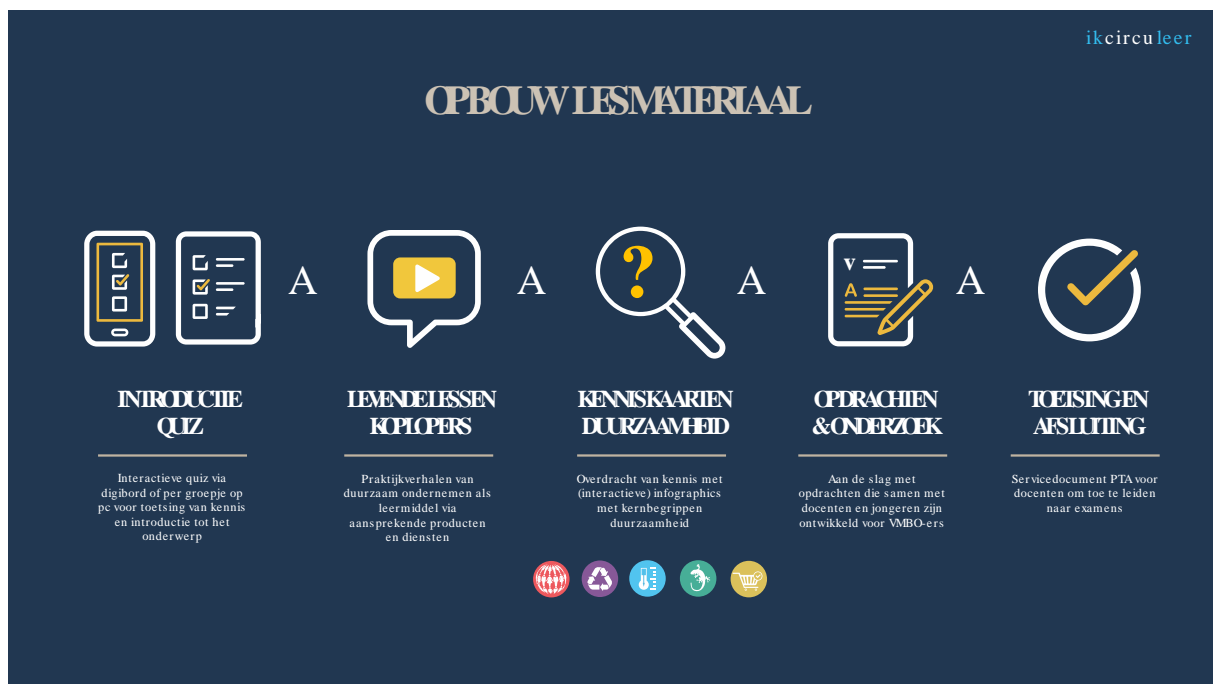 ikcirculeer
OPBOUW LESMATERIAAL
?
V
A
A
A
A
A
INTRODUCTIE
QUIZ
Interactieve quiz via
digibord of per groepje op
pc voor toetsing van kennis
en introductie tot het
onderwerp
LEVENDE LESSEN
KOPLOPERS
Praktijkverhalen van
duurzaam ondernemen als
leermiddel via
aansprekende producten
en diensten
KENNISKAARTEN
DUURZAAMHEID
Overdracht van kennis met
(interactieve) infographics
met kernbegrippen
duurzaamheid
OPDRACHTEN
& ONDERZOEK
Aan de slag met
opdrachten die samen met
docenten en jongeren zijn
ontwikkeld voor VMBO-ers
TOETSING EN
AFSLUITING
Servicedocument PTA voor
docenten om toe te leiden
naar examens